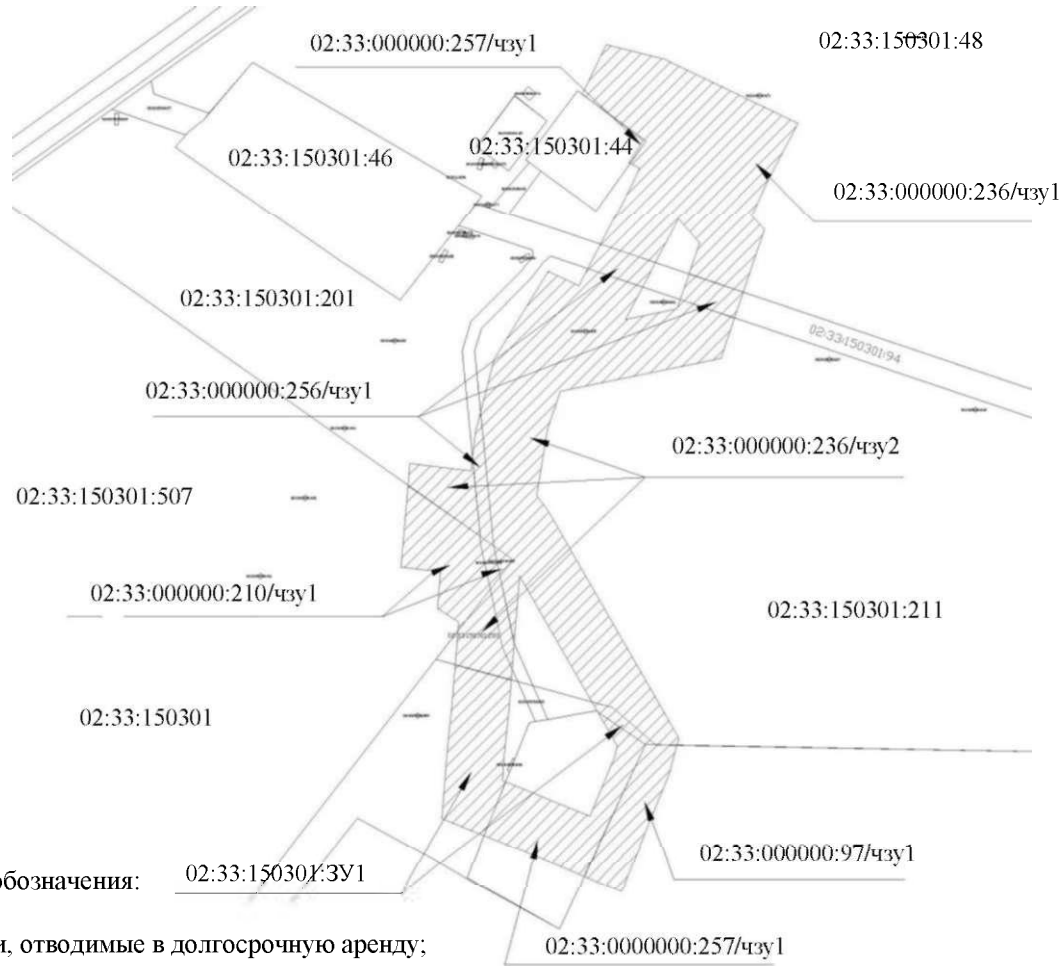 02:33:000000:257/чзу1
02:33:150301:48
02:33:150301:46
02:33:150301:44
02:33:000000:236/чзу1
02:33:150301:201
02:33:150301:94
02:33:000000:256/чзу1
02:33:000000:236/чзу2
02:33:150301:507
02:33:000000:210/чзу1
02:33:150301:211
02:33:150301
02:33:000000:97/чзу1
обозначения:
02:33:150301:ЗУ1
и, отводимые в долгосрочную аренду;
02:33:0000000:257/чзу1